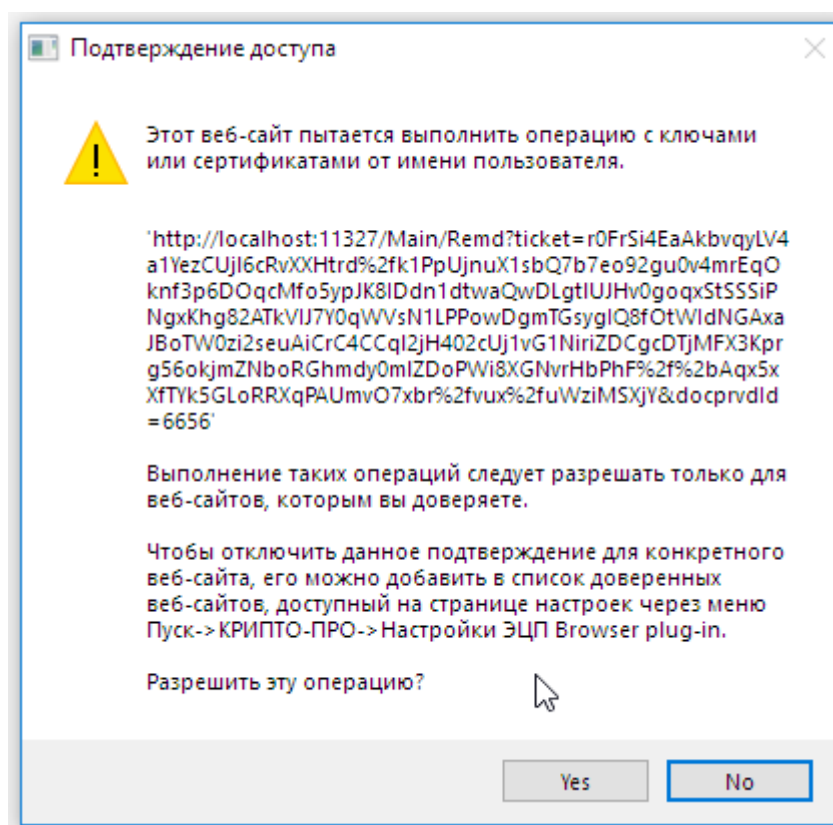 Подтверждение доступа
Этот веб-сайт пытается выполнить операцию с ключами
или сертификатами от имени пользователя.
'http://localhost:11327/Main/Remd?ticket=r0FrSi4EaAkbvqyLV4
a1YezCUjI6cRvXXHtrd%2fk1PpUjnuX1sbQ7b7eo92gu0v4mrEqO
knf3p6DOqcMfo5ypJK8IDdn1dtwaQwDLgtIUJHv0goqxStSSSiP
NgxKhg82ATkVIJ7Y0qWVsN1LPPowDgmTGsygIQ8fOtWIdNGAxa
JBoTW0zi2seuAiCrC4CCqI2jH402cUj1vG1NiriZDCgcDTjMFX3Kpr
g56okjmZNboRGhmdy0mIZDoPWi8XGNvrHbPhF%2f%2bAqx5x
XfTYk5GLoRRXqPAUmvO7xbr%2fvux%2fuWziMSXjY&docprvdId
=6656'
Выполнение таких операций следует разрешать только для
веб-сайтов, которым вы доверяете.
Чтобы отключить данное подтверждение для конкретного
веб-сайта, его можно добавить в список доверенных
веб-сайтов, доступный на странице настроек через меню
Пуск->КРИПТО-ПРО->Настройки ЭЦП Browser plug-in.
Разрешить эту операцию?
Yes
No